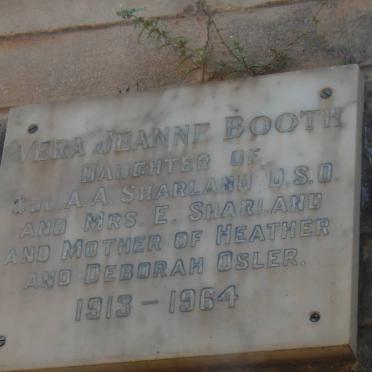 VERA JEANNE BOOTH
DAUGHTER OF
COL. A.A. SHARLAND D.S.O.
AND MRS. E. SHARLAND
AND MOTHER OF HEATHER
AND DEBORAH OSLER.
1913 - 1964